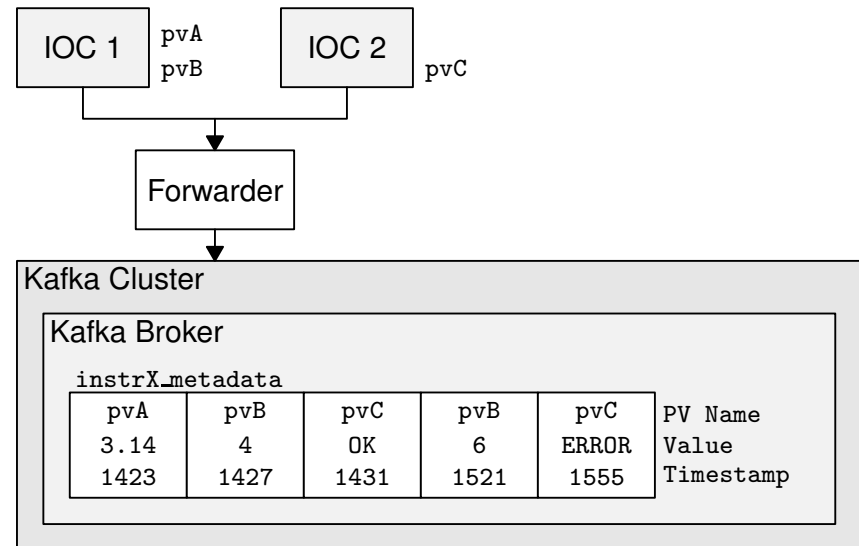 IOC 1
pvA
pvB
IOC 2
pvC
Forwarder
Kafka Cluster
Kafka Broker
instrX_metadata
pvA pvB pvC pvB pvC PV Name
3.14 4 OK 6 ERROR Value
1423 1427 1431 1521 1555 Timestamp